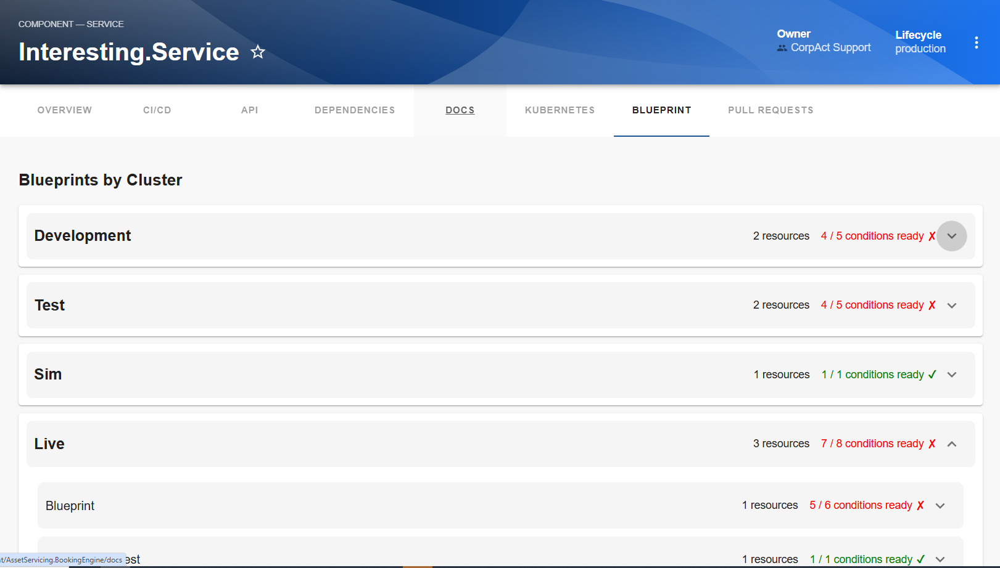 COMPONENT — SERVICE
Interesting.Service
Owner
CorpAct Support
Lifecycle
production
OVERVIEW CI/CD API DEPENDENCIES DOCS KUBERNETES BLUEPRINT PULL REQUESTS
Blueprints by Cluster
Development 2 resources 4 / 5 conditions ready ✗
Test 2 resources 4 / 5 conditions ready ✗
Sim 1 resources 1 / 1 conditions ready ✓
Live 3 resources 7 / 8 conditions ready ✗
Blueprint 1 resources 5 / 6 conditions ready ✗
est 1 resources 1 / 1 conditions ready ✓
t/AssetServicing.BookingEngine/docs